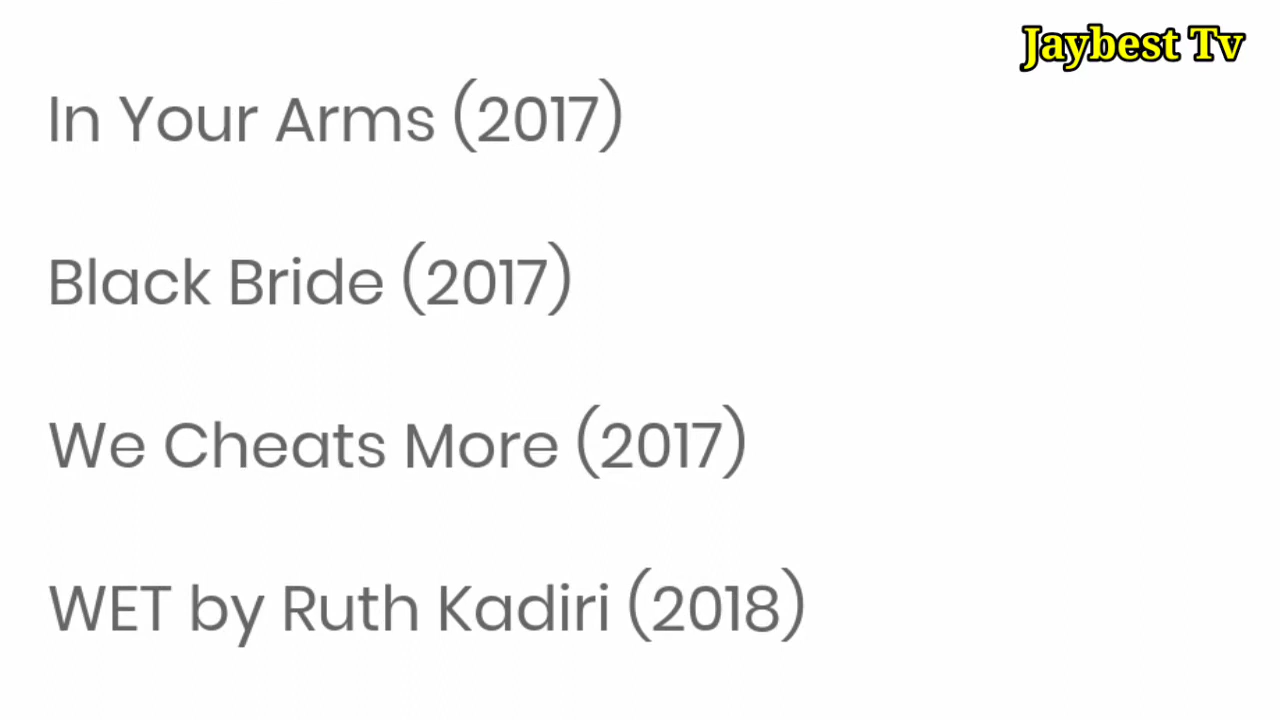 Jaybest Tv
In Your Arms (2017)
Black Bride (2017)
We Cheats More (2017)
WET by Ruth Kadiri (2018)